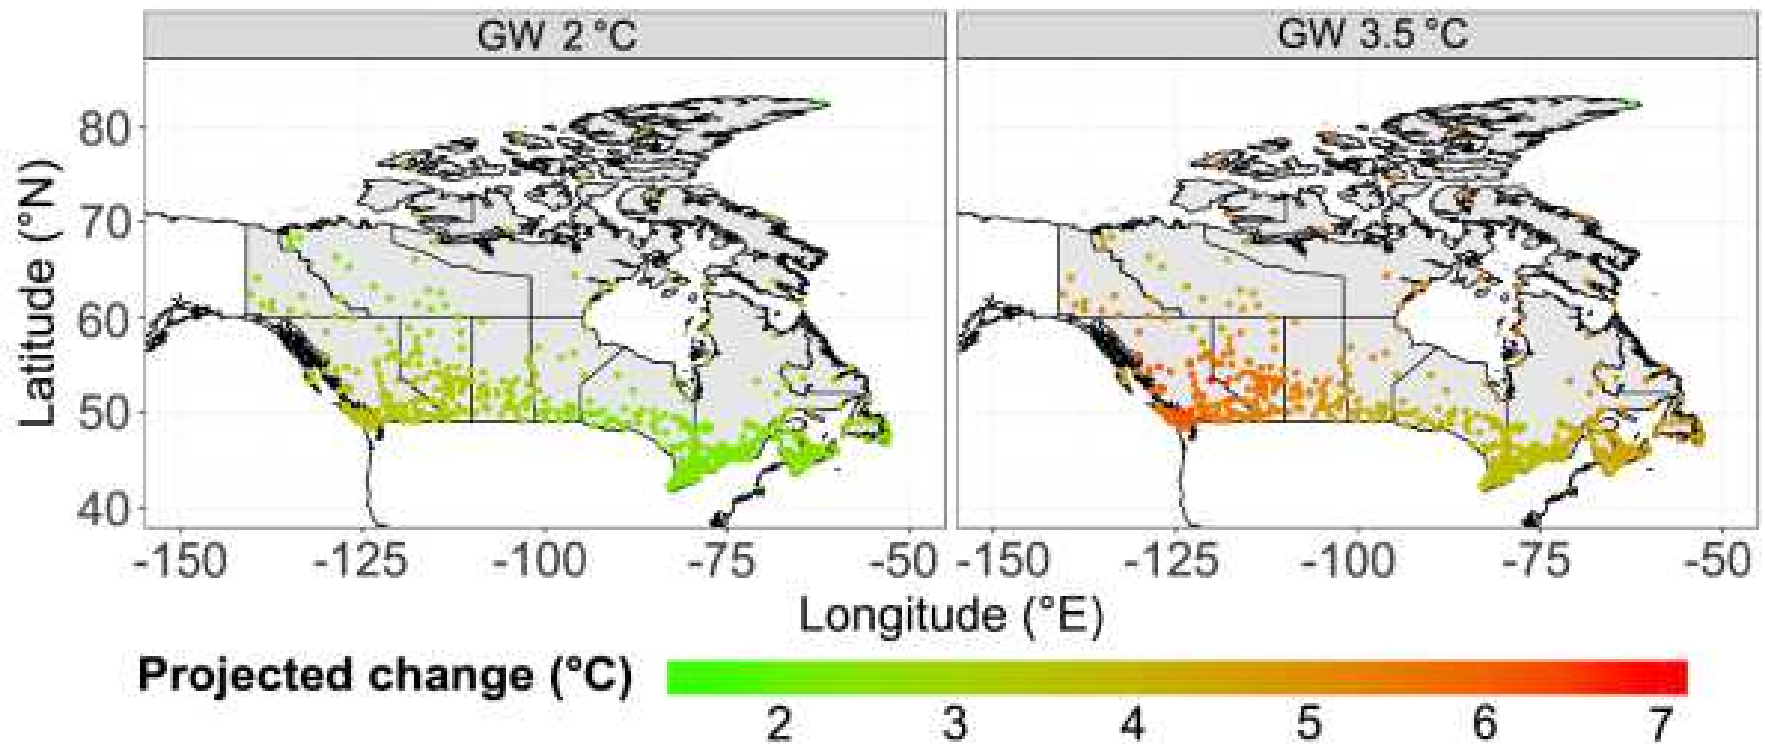 GW 2 °C GW 3.5 °C
80
70
60
50
40
Latitude (°N)
-150 -125 -100 -75 -50 -150 -125 -100 -75 -50
Longitude (°E)
Projected change (°C)
2 3 4 5 6 7